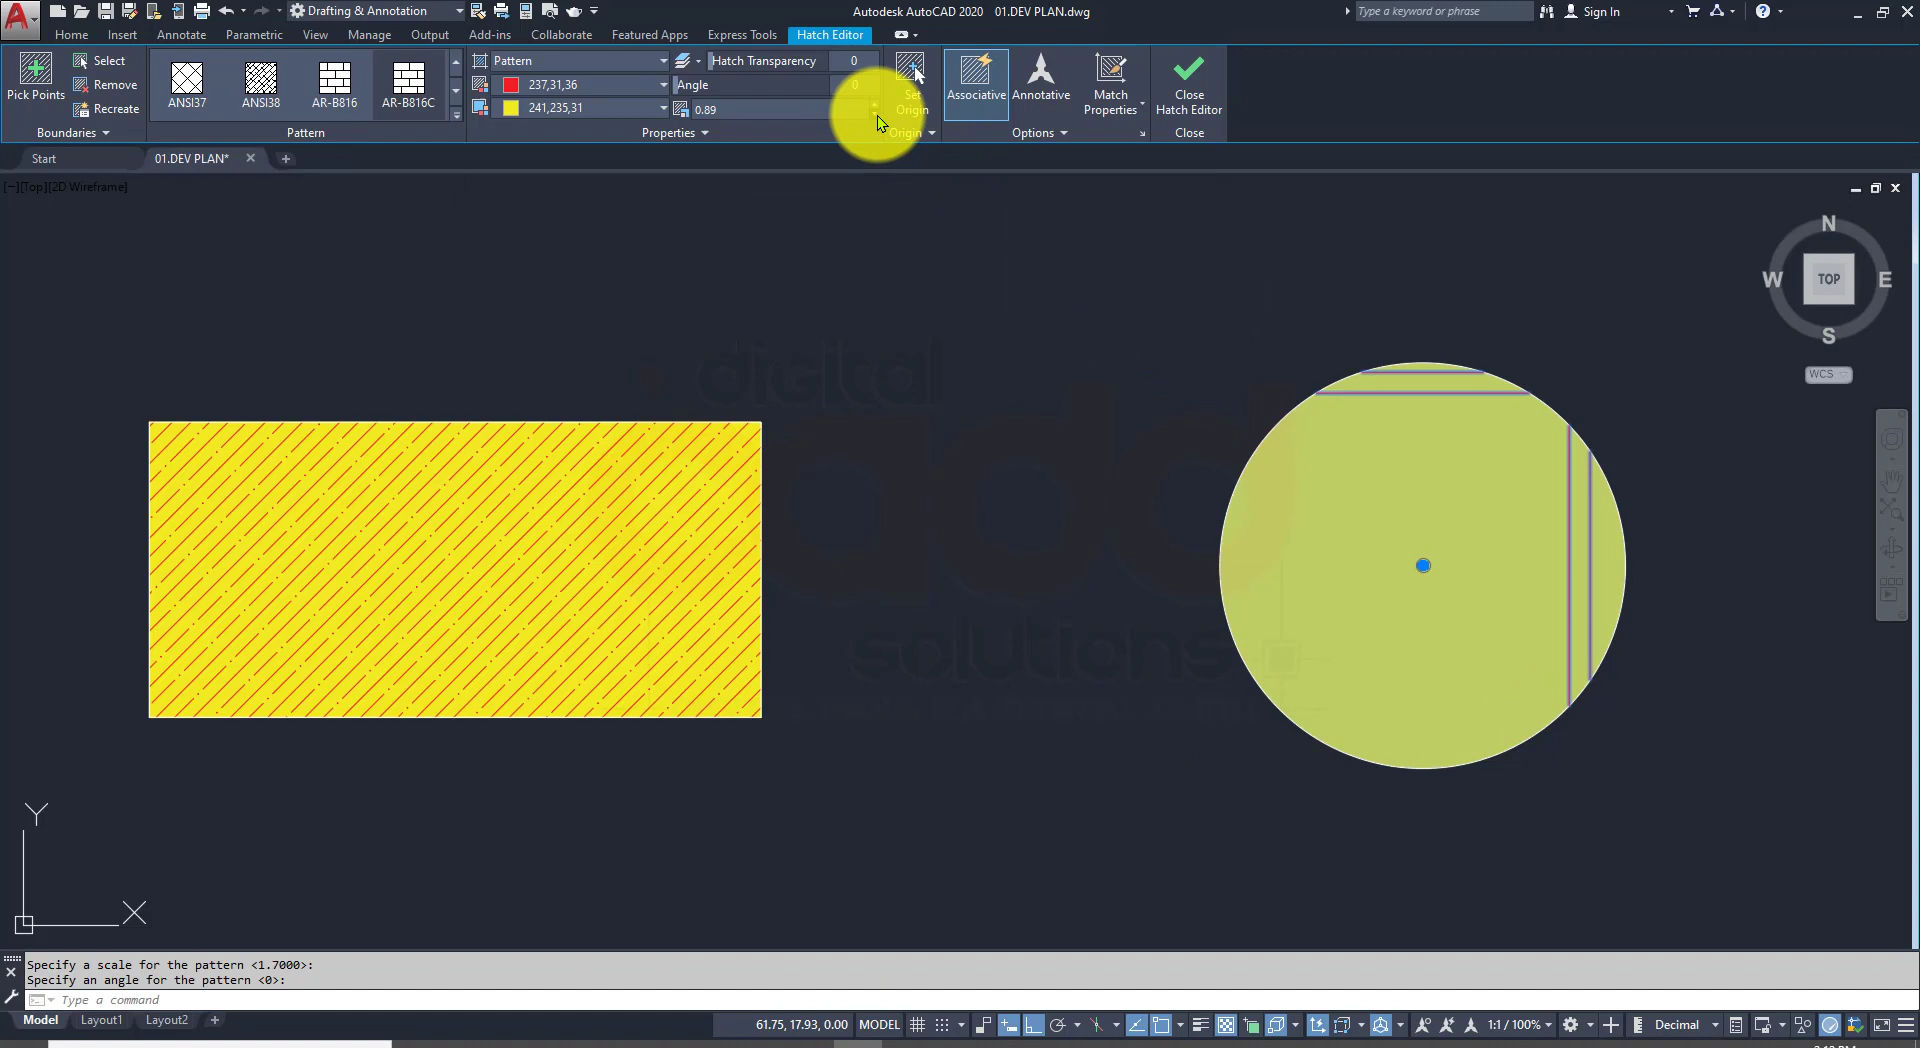 Drafting & Annotation
Autodesk AutoCAD 2020 01.DEV PLAN.dwg
Type a keyword or phrase
Sign In
Home Insert Annotate Parametric View Manage Output Add-ins Collaborate Featured Apps Express Tools Hatch Editor
Pick Points
Select
Remove
Recreate
Boundaries
ANSI37 ANSI38 AR-B816 AR-B816C
Pattern
Pattern
237,31,36
241,235,31
Hatch Transparency 0
Angle 0
0.89
Properties
Set Origin
Origin
Associative
Annotative
Match Properties
Options
Close Hatch Editor
Close
Start 01.DEV PLAN*
[−][Top][2D Wireframe]
N
W TOP E
S
WCS
digital
solutions
Y
X
Specify a scale for the pattern <1.7000>:
Specify an angle for the pattern <0>:
Type a command
Model Layout1 Layout2
61.75, 17.93, 0.00 MODEL 1:1 / 100% Decimal